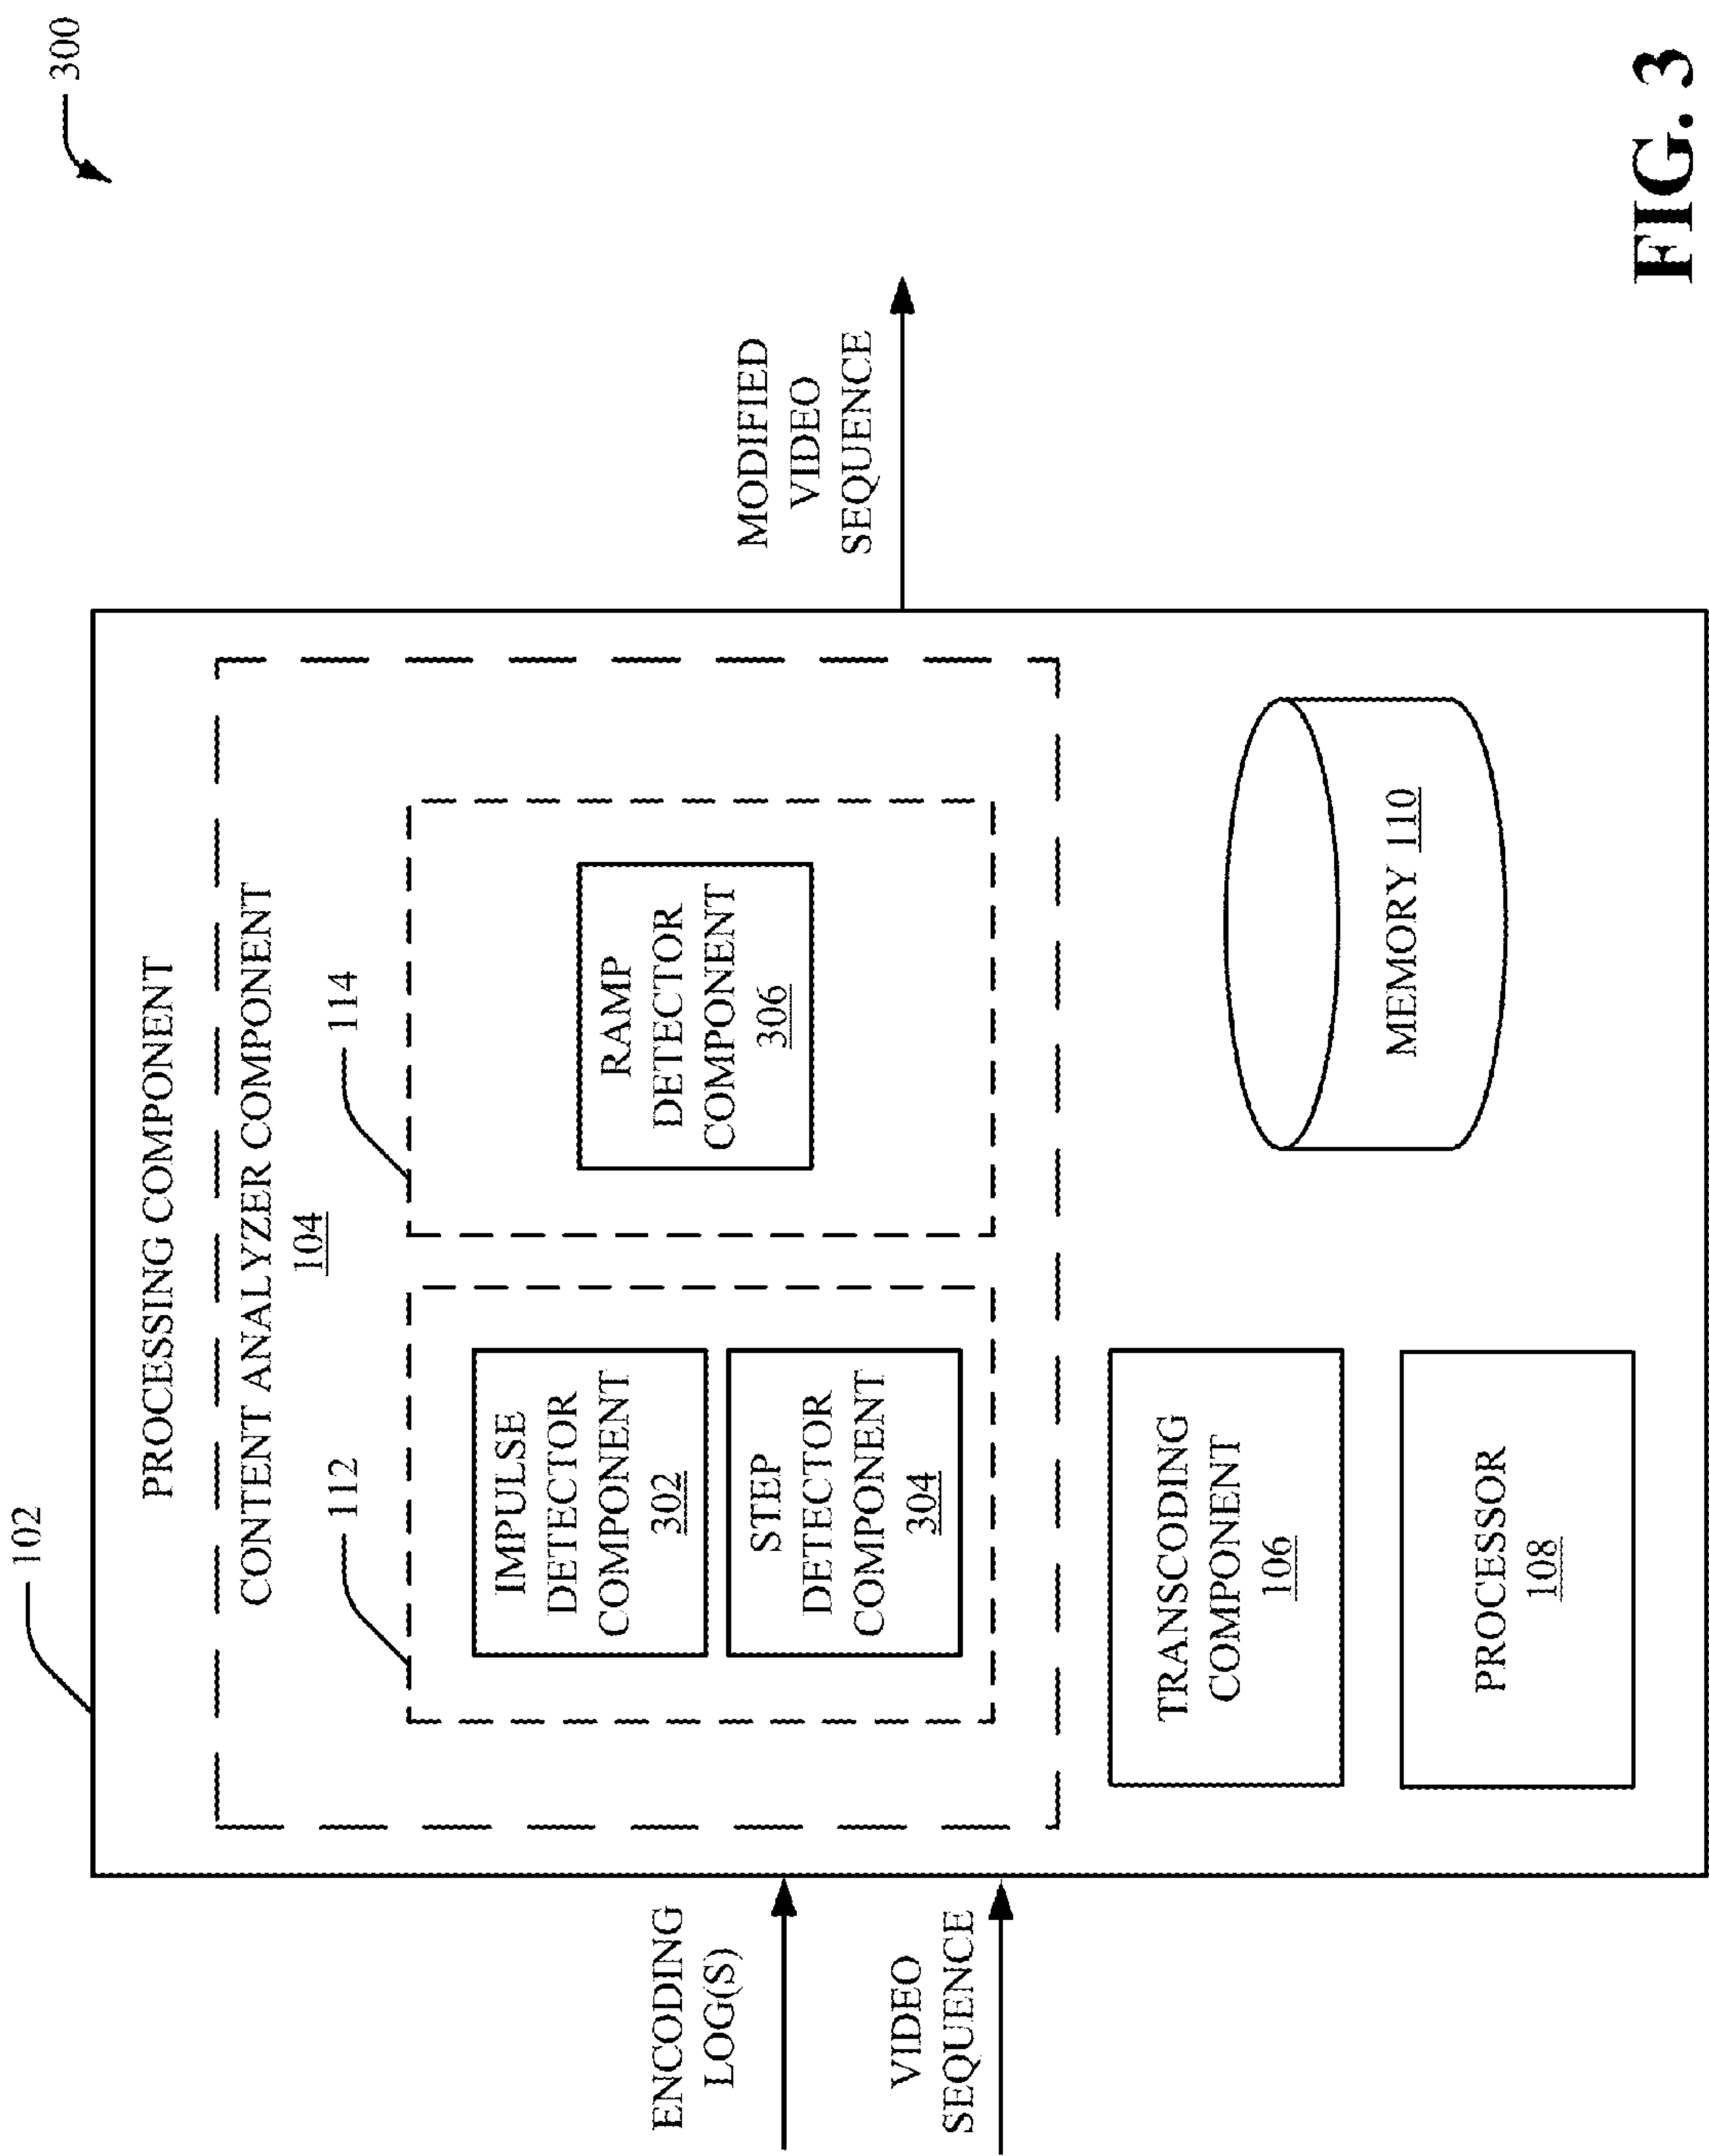 300
102
PROCESSING COMPONENT
CONTENT ANALYZER COMPONENT
104
112
114
IMPULSE
DETECTOR
COMPONENT
302
STEP
DETECTOR
COMPONENT
304
RAMP
DETECTOR
COMPONENT
306
ENCODING
LOG(S)
VIDEO
SEQUENCE
MODIFIED
VIDEO
SEQUENCE
TRANSCODING
COMPONENT
106
PROCESSOR
108
MEMORY 110
FIG. 3